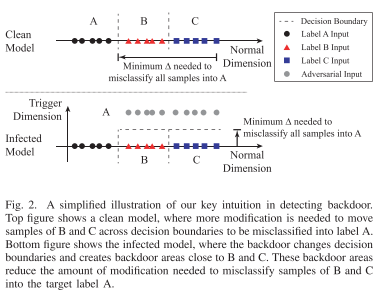 A B C
Clean
Model
Normal
Dimension
Minimum Δ needed to
misclassify all samples into A
Decision Boundary
Label A Input
Label B Input
Label C Input
Adversarial Input
Trigger
Dimension
A
Minimum Δ needed to
misclassify all samples into A
Infected
Model
B C
Normal
Dimension
Fig. 2. A simplified illustration of our key intuition in detecting backdoor.
Top figure shows a clean model, where more modification is needed to move
samples of B and C across decision boundaries to be misclassified into label A.
Bottom figure shows the infected model, where the backdoor changes decision
boundaries and creates backdoor areas close to B and C. These backdoor areas
reduce the amount of modification needed to misclassify samples of B and C
into the target label A.